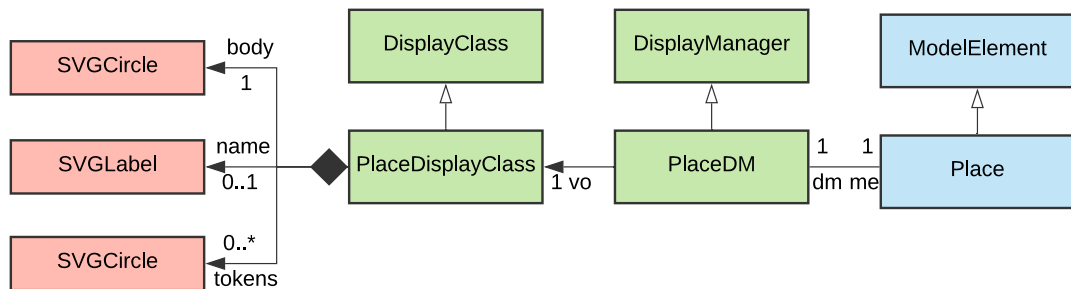 DisplayClass
DisplayManager
ModelElement
SVGCircle
body
1
SVGLabel
name
0..1
PlaceDisplayClass
1 vo
PlaceDM
1
dm
1
me
Place
SVGCircle
0..*
tokens